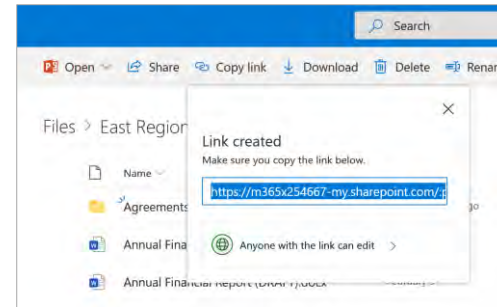 Search
Open Share Copy link Download Delete Renar
Files > East Region
Link created
Make sure you copy the link below.
Name
https://m365x254667-my.sharepoint.com/:p
Agreements
Anyone with the link can edit >
Annual Fina
Annual Financial Report (DRAFT).docx